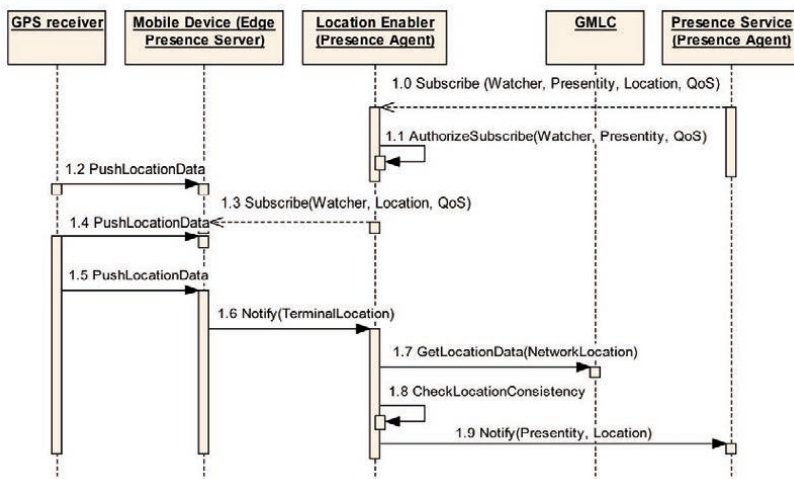 GPS receiver
Mobile Device (Edge
Presence Server)
Location Enabler
(Presence Agent)
GMLC
Presence Service
(Presence Agent)
1.0 Subscribe (Watcher, Presentity, Location, QoS)
1.1 AuthorizeSubscribe(Watcher, Presentity, QoS)
1.2 PushLocationData
1.3 Subscribe(Watcher, Location, QoS)
1.4 PushLocationData
1.5 PushLocationData
1.6 Notify(TerminalLocation)
1.7 GetLocationData(NetworkLocation)
1.8 CheckLocationConsistency
1.9 Notify(Presentity, Location)